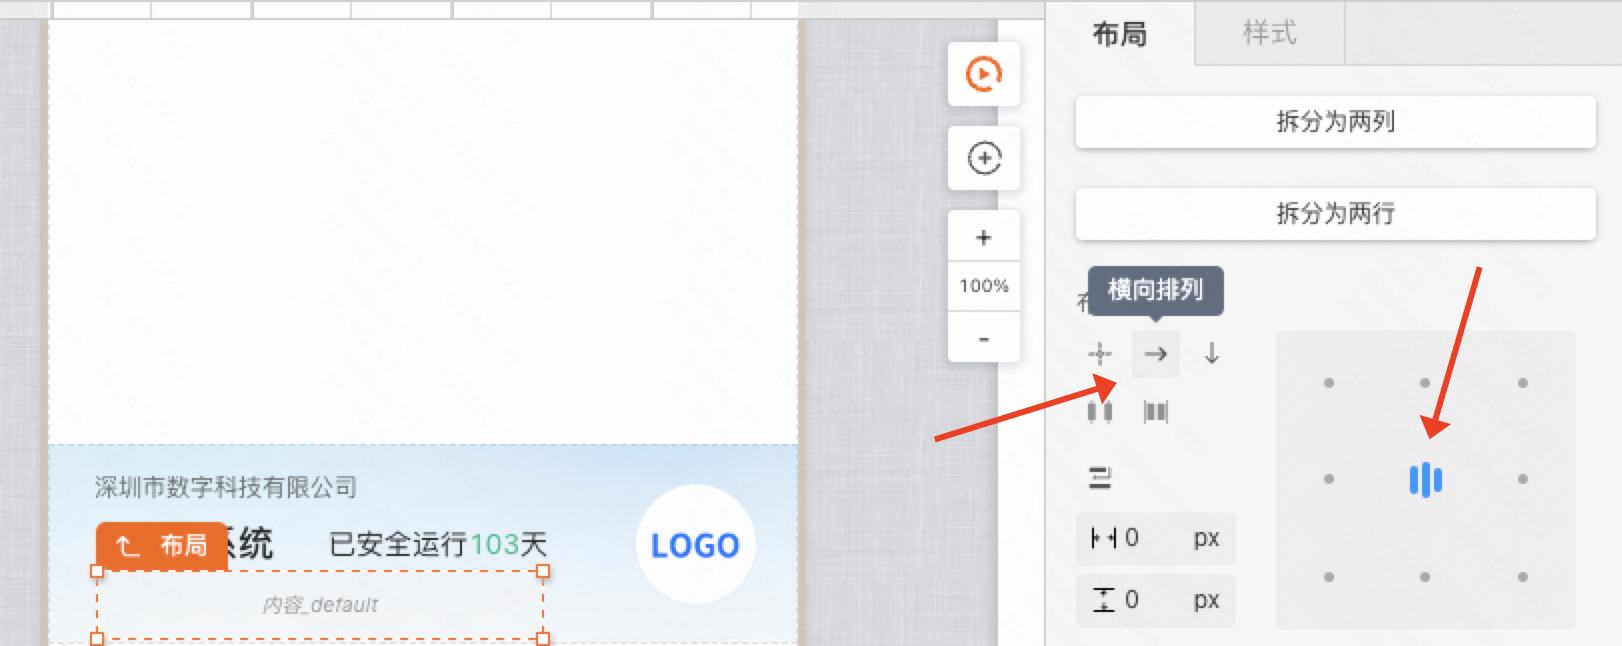 布局
样式
拆分为两列
拆分为两行
横向排列
100%
深圳市数字科技有限公司
布局
统
已安全运行103天
LOGO
内容_default
0 px
0 px